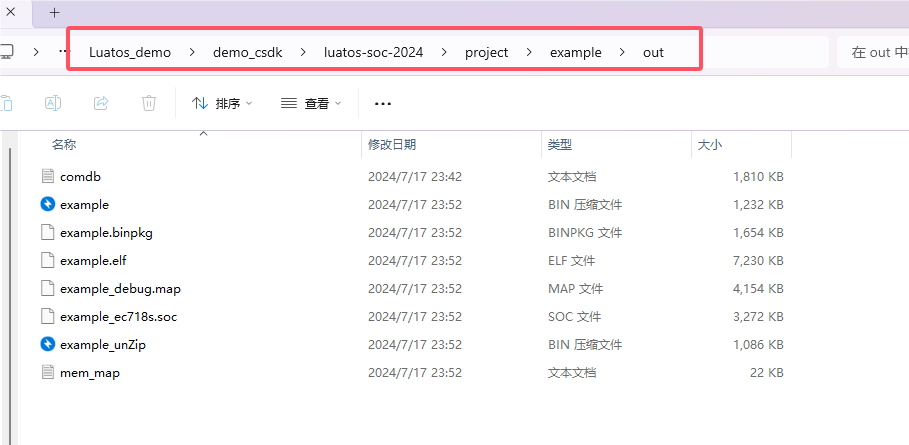 Luatos_demo > demo_csdk > luatos-soc-2024 > project > example > out
在 out 中
排序 查看
名称 修改日期 类型 大小
comdb 2024/7/17 23:42 文本文档 1,810 KB
example 2024/7/17 23:52 BIN 压缩文件 1,232 KB
example.binpkg 2024/7/17 23:52 BINPKG 文件 1,654 KB
example.elf 2024/7/17 23:52 ELF 文件 7,230 KB
example_debug.map 2024/7/17 23:52 MAP 文件 4,154 KB
example_ec718s.soc 2024/7/17 23:52 SOC 文件 3,272 KB
example_unZip 2024/7/17 23:52 BIN 压缩文件 1,086 KB
mem_map 2024/7/17 23:52 文本文档 22 KB